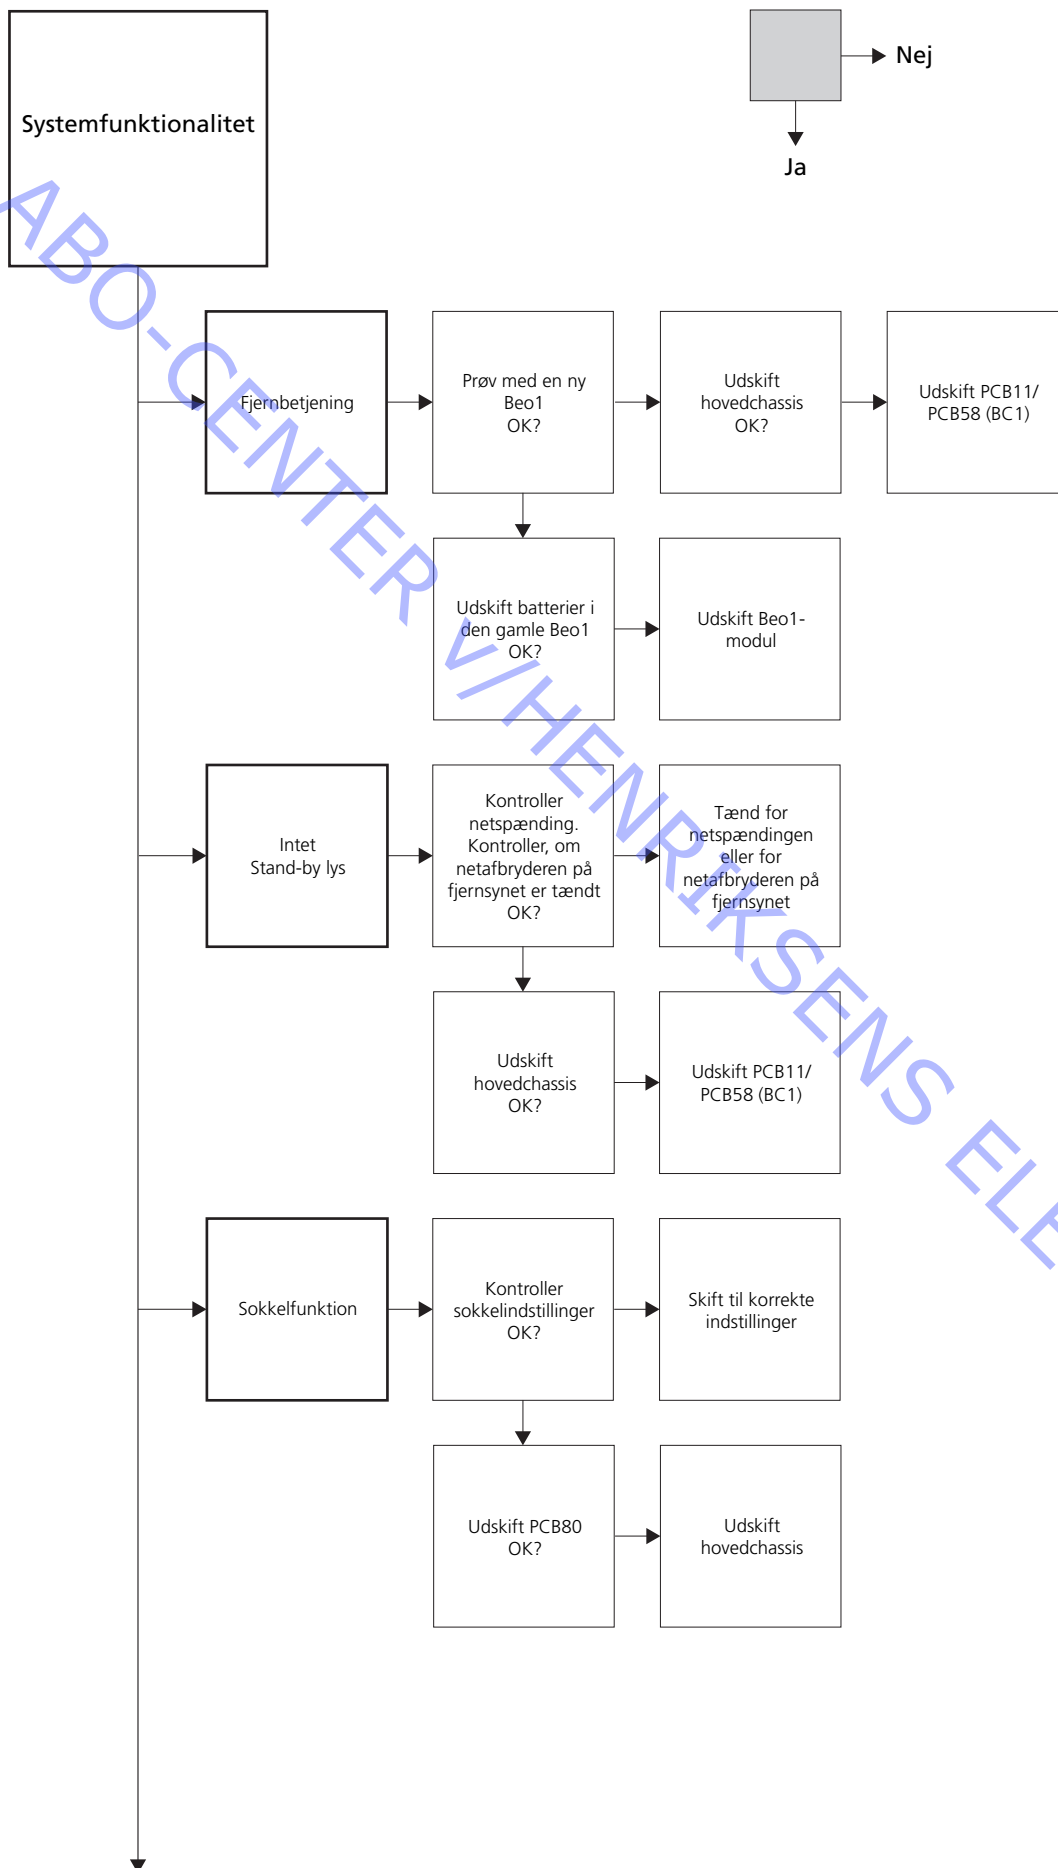 Systemfunktionalitet
Nej
Ja
Fjernbetjening
Prøv med en ny
Beo1
OK?
Udskift
hovedchassis
OK?
Udskift PCB11/
PCB58 (BC1)
Udskift batterier i
den gamle Beo1
OK?
Udskift Beo1-
modul
Intet
Stand-by lys
Kontroller
netspænding.
Kontroller, om
netafbryderen på
fjernsynet er tændt
OK?
Tænd for
netspændingen
eller for
netafbryderen på
fjernsynet
Udskift
hovedchassis
OK?
Udskift PCB11/
PCB58 (BC1)
Sokkelfunktion
Kontroller
sokkelindstillinger
OK?
Skift til korrekte
indstillinger
Udskift PCB80
OK?
Udskift
hovedchassis
ABO-CENTER v/HENRIKSENS ELE